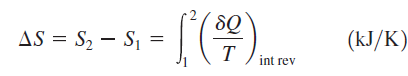 ΔS = S₂ − S₁ = ∫₁² (δQ/T)int rev (kJ/K)